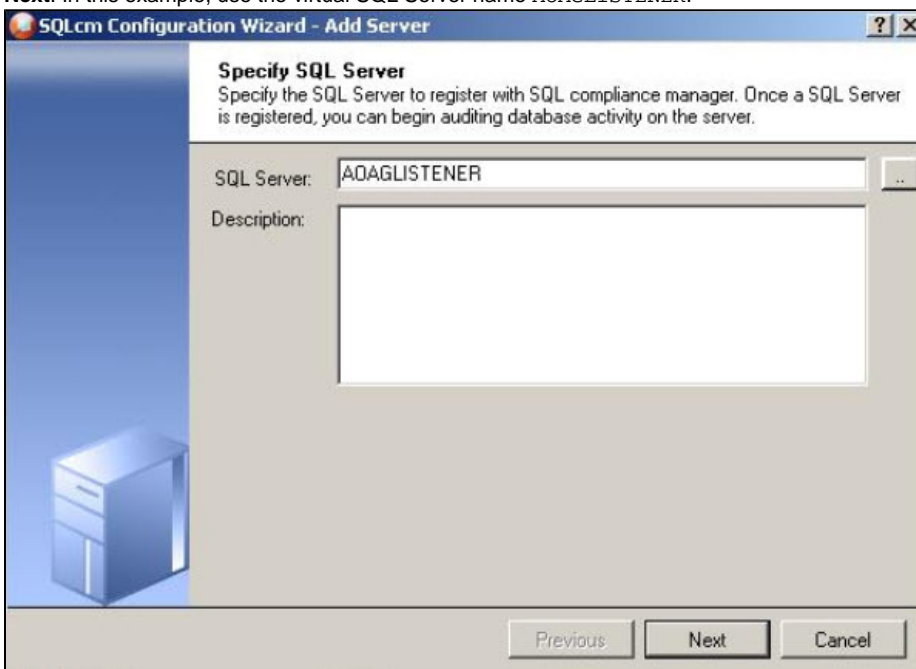 Next. In this example, use the virtual SQL Server name AOAGLISTENER.
SQLcm Configuration Wizard - Add Server
Specify SQL Server
Specify the SQL Server to register with SQL compliance manager. Once a SQL Server
is registered, you can begin auditing database activity on the server.
SQL Server: AOAGLISTENER ..
Description:
Previous Next Cancel